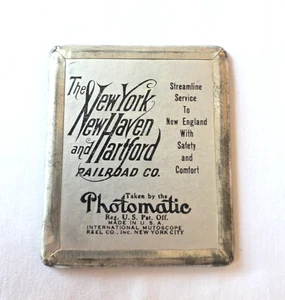 The
New York
New Haven
and Hartford
RAILROAD CO.
Streamline
Service
To
New England
With
Safety
and
Comfort
Taken by the
Photomatic
Reg. U. S. Pat. Off.
MADE IN U. S. A.
INTERNATIONAL MUTOSCOPE
REEL CO., INC. NEW YORK CITY